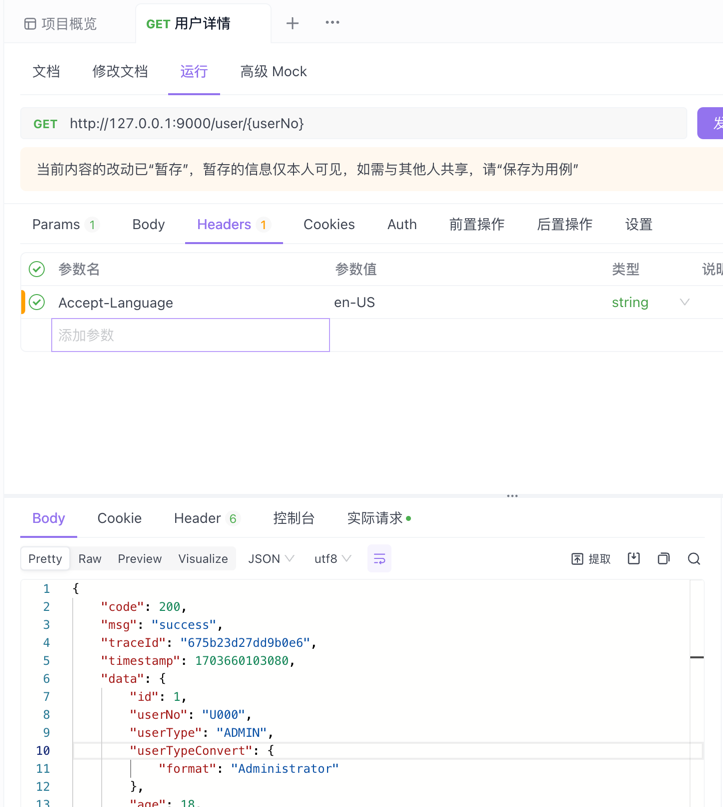 项目概览 GET 用户详情
文档 修改文档 运行 高级 Mock
GET http://127.0.0.1:9000/user/{userNo}
当前内容的改动已“暂存”，暂存的信息仅本人可见，如需与其他人共享，请“保存为用例”
Params 1 Body Headers 1 Cookies Auth 前置操作 后置操作 设置
参数名 参数值 类型
Accept-Language en-US string
添加参数
Body Cookie Header 6 控制台 实际请求
Pretty Raw Preview Visualize JSON utf8 提取
1 {
2 "code": 200,
3 "msg": "success",
4 "traceId": "675b23d27dd9b0e6",
5 "timestamp": 1703660103080,
6 "data": {
7 "id": 1,
8 "userNo": "U000",
9 "userType": "ADMIN",
10 "userTypeConvert": {
11 "format": "Administrator"
12 },
13 "age": 18,